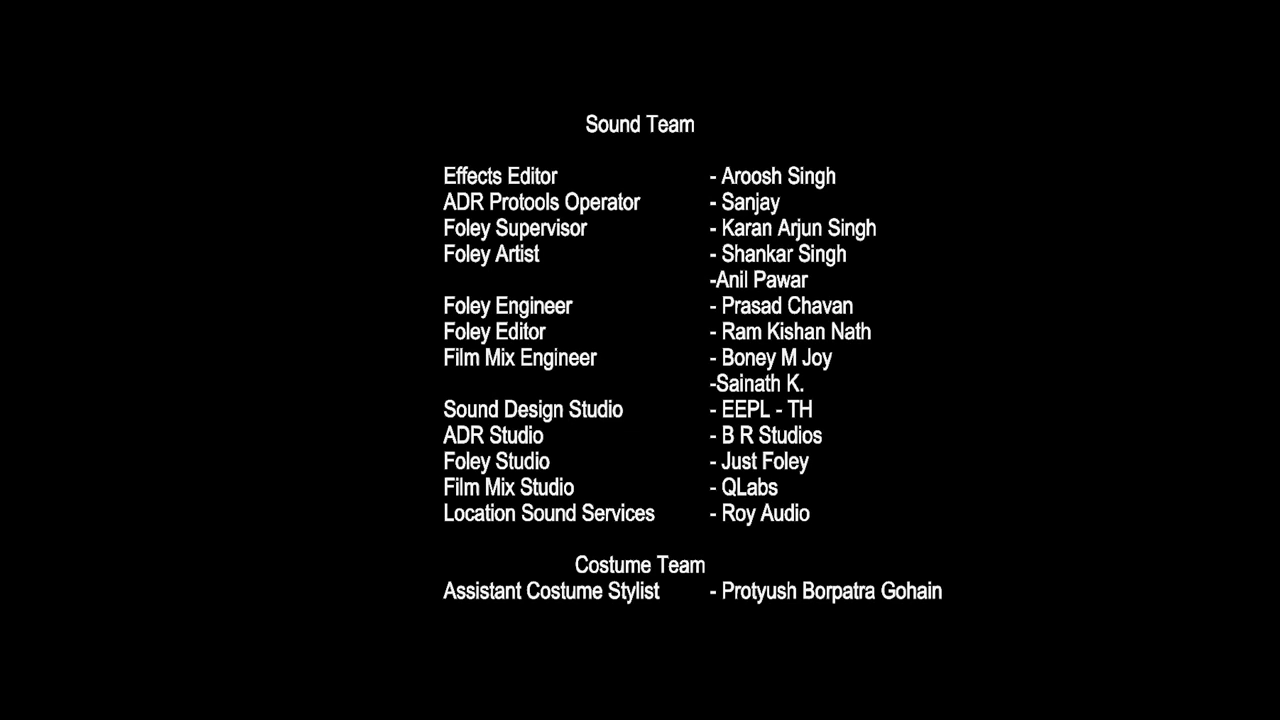 Sound Team
Effects Editor - Aroosh Singh
ADR Protools Operator - Sanjay
Foley Supervisor - Karan Arjun Singh
Foley Artist - Shankar Singh
-Anil Pawar
Foley Engineer - Prasad Chavan
Foley Editor - Ram Kishan Nath
Film Mix Engineer - Boney M Joy
-Sainath K.
Sound Design Studio - EEPL - TH
ADR Studio - B R Studios
Foley Studio - Just Foley
Film Mix Studio - QLabs
Location Sound Services - Roy Audio
Costume Team
Assistant Costume Stylist - Protyush Borpatra Gohain